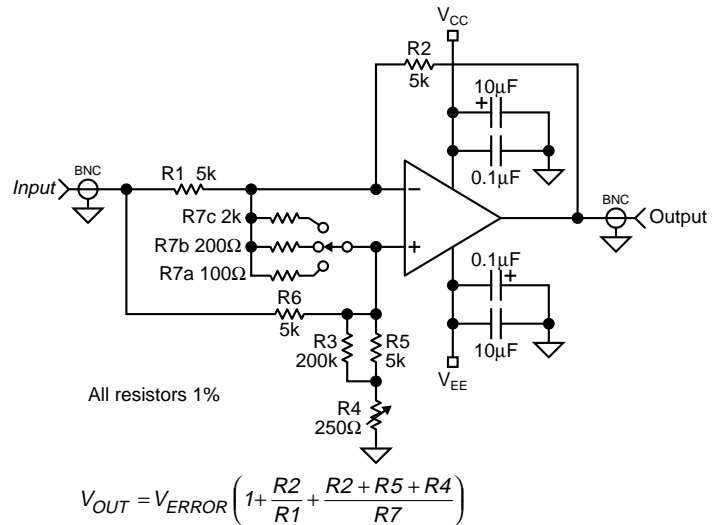 VCC
R2
5k
10µF
+
0.1µF
BNC
Input
R1 5k
−
R7c 2k
R7b 200Ω
R7a 100Ω
+
BNC
Output
0.1µF
+
10µF
R6
5k
R3
200k
R5
5k
R4
250Ω
VEE
All resistors 1%
VOUT = VERROR (1+ R2/R1 + R2 + R5 + R4/R7)